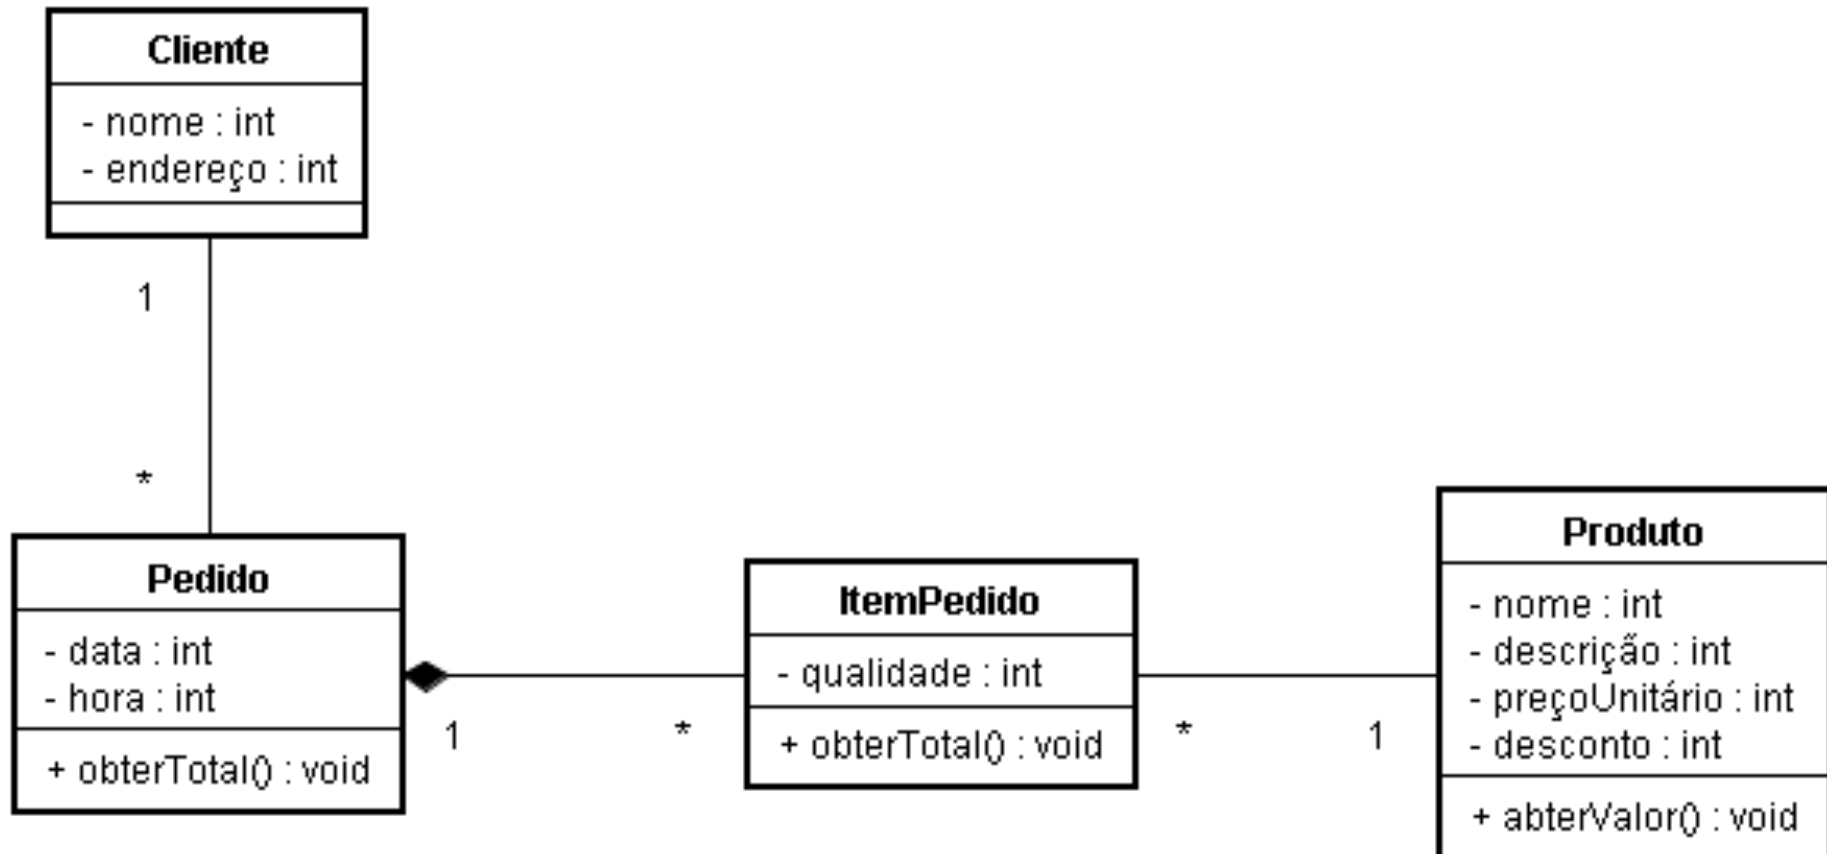 Cliente
- nome : int
- endereço : int
1
*
Pedido
- data : int
- hora : int
+ obterTotal() : void
1
*
ItemPedido
- qualidade : int
+ obterTotal() : void
*
1
Produto
- nome : int
- descrição : int
- preçoUnitário : int
- desconto : int
+ abterValor() : void